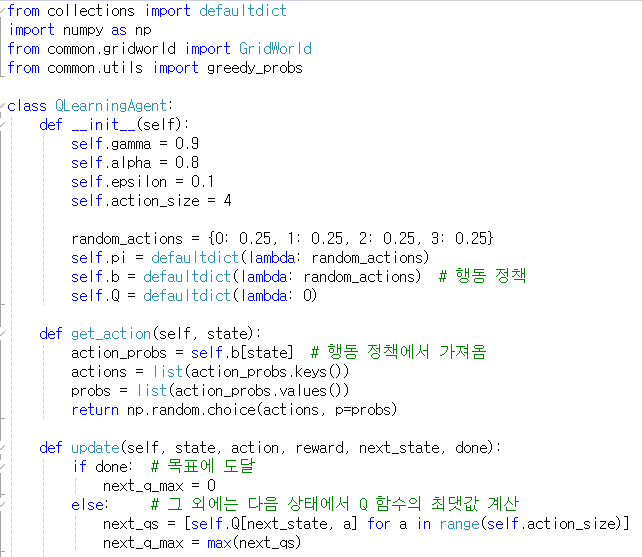 from collections import defaultdict
import numpy as np
from common.gridworld import GridWorld
from common.utils import greedy_probs

class QLearningAgent:
    def __init__(self):
        self.gamma = 0.9
        self.alpha = 0.8
        self.epsilon = 0.1
        self.action_size = 4

        random_actions = {0: 0.25, 1: 0.25, 2: 0.25, 3: 0.25}
        self.pi = defaultdict(lambda: random_actions)
        self.b = defaultdict(lambda: random_actions)  # 행동 정책
        self.Q = defaultdict(lambda: 0)

    def get_action(self, state):
        action_probs = self.b[state]  # 행동 정책에서 가져옴
        actions = list(action_probs.keys())
        probs = list(action_probs.values())
        return np.random.choice(actions, p=probs)

    def update(self, state, action, reward, next_state, done):
        if done:  # 목표에 도달
            next_q_max = 0
        else:     # 그 외에는 다음 상태에서 Q 함수의 최댓값 계산
            next_qs = [self.Q[next_state, a] for a in range(self.action_size)]
            next_q_max = max(next_qs)